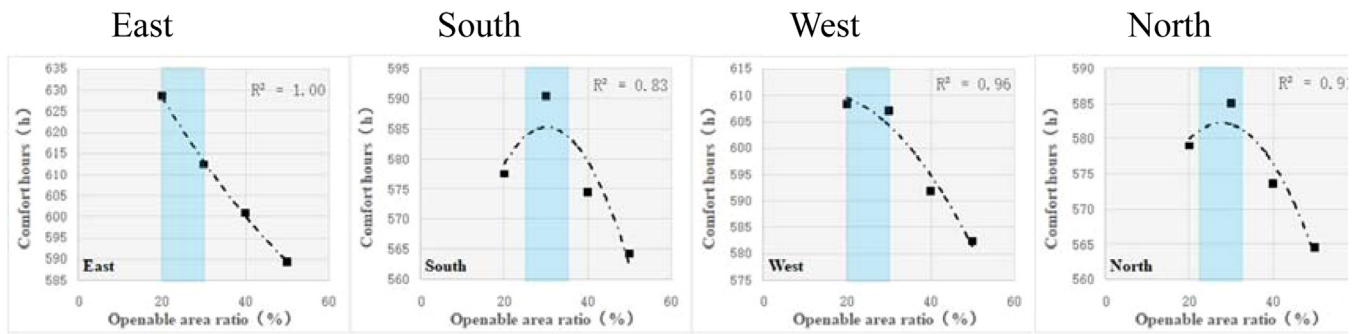 East
South
West
North
635
630
625
620
615
610
605
600
595
590
585
Comfort hours (h)
R² = 1.00
East
0 20 40 60
Openable area ratio (%)
595
590
585
580
575
570
565
560
Comfort hours (h)
R² = 0.83
South
0 20 40 60
Openable area ratio (%)
615
610
605
600
595
590
585
580
575
Comfort hours (h)
R² = 0.96
West
0 20 40 60
Openable area ratio (%)
590
585
580
575
570
565
560
Comfort hours (h)
R² = 0.91
North
0 20 40 60
Openable area ratio (%)